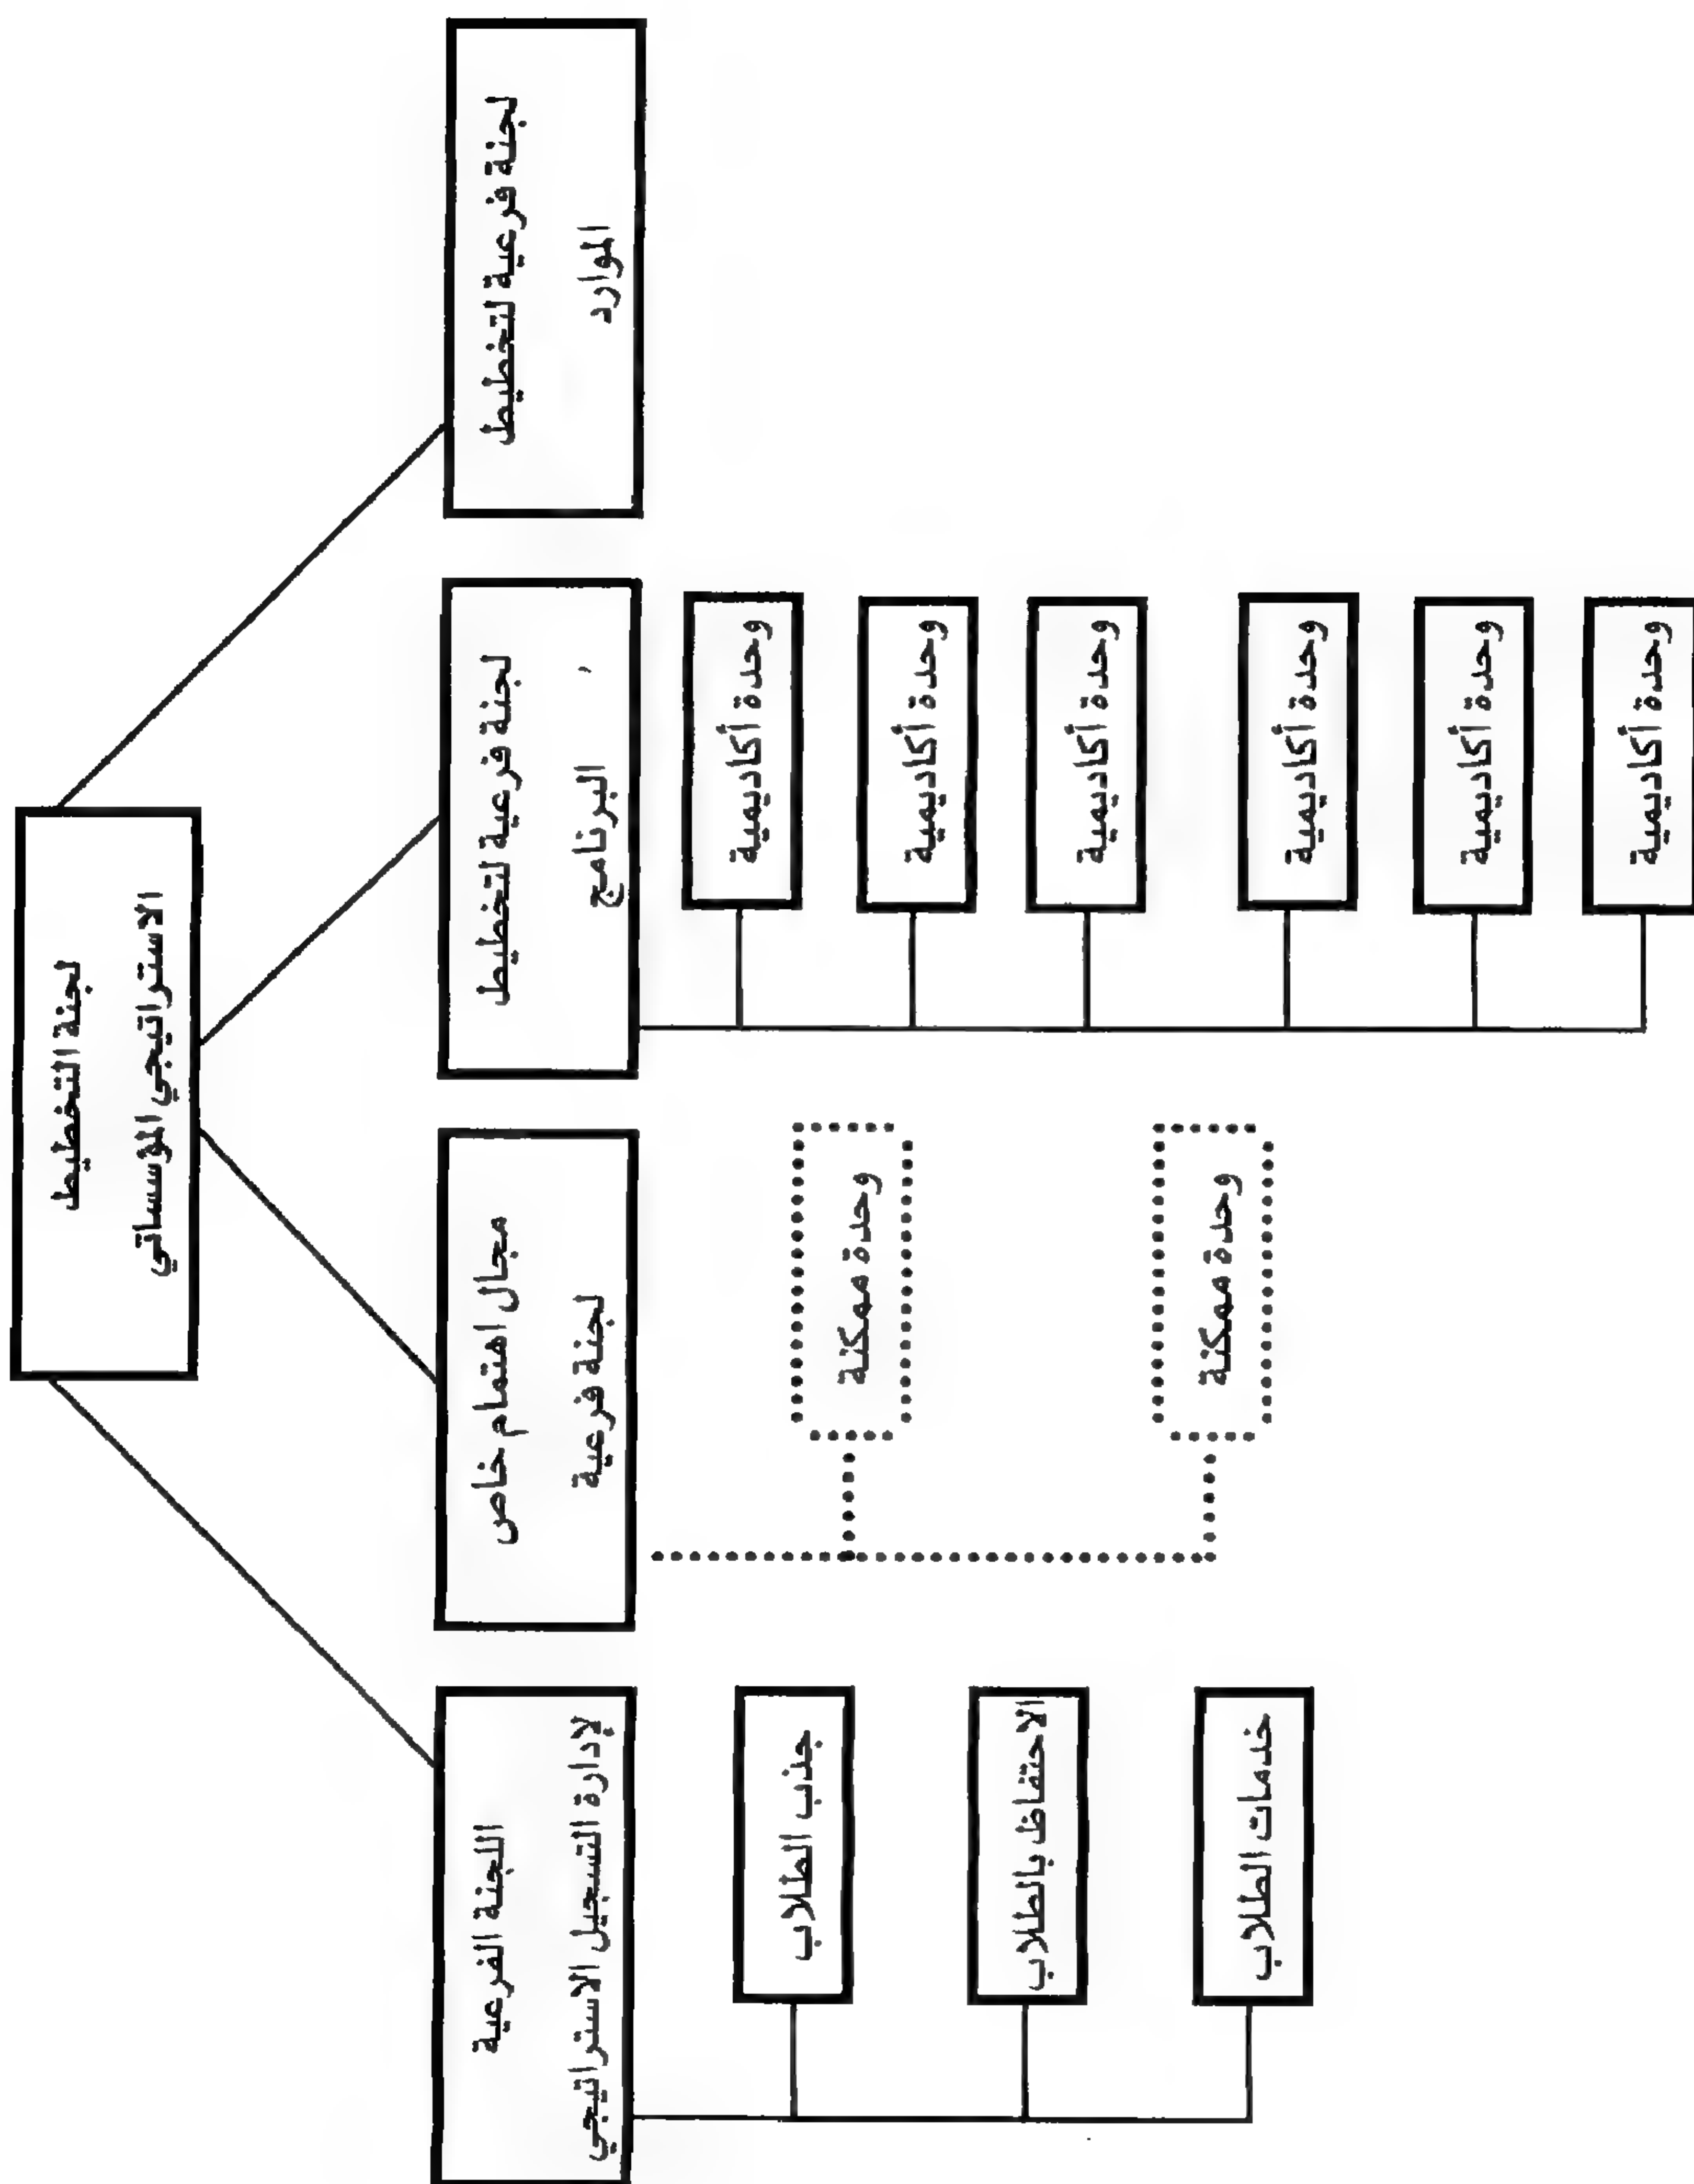 لجنة التخطيط
الاستراتيجي المؤسساتي
لجنة فرعية لتخطيط
الموارد
لجنة فرعية لتخطيط
البرنامج
مجال اهتمام خاص
لجنة فرعية
اللجنة الفرعية
لإدارة التسجيل الاستراتيجي
وحدة أكاديمية
وحدة أكاديمية
وحدة أكاديمية
وحدة أكاديمية
وحدة أكاديمية
وحدة أكاديمية
وحدة ممكنة
وحدة ممكنة
جذب الطلاب
الاحتفاظ بالطلاب
خدمات الطلاب